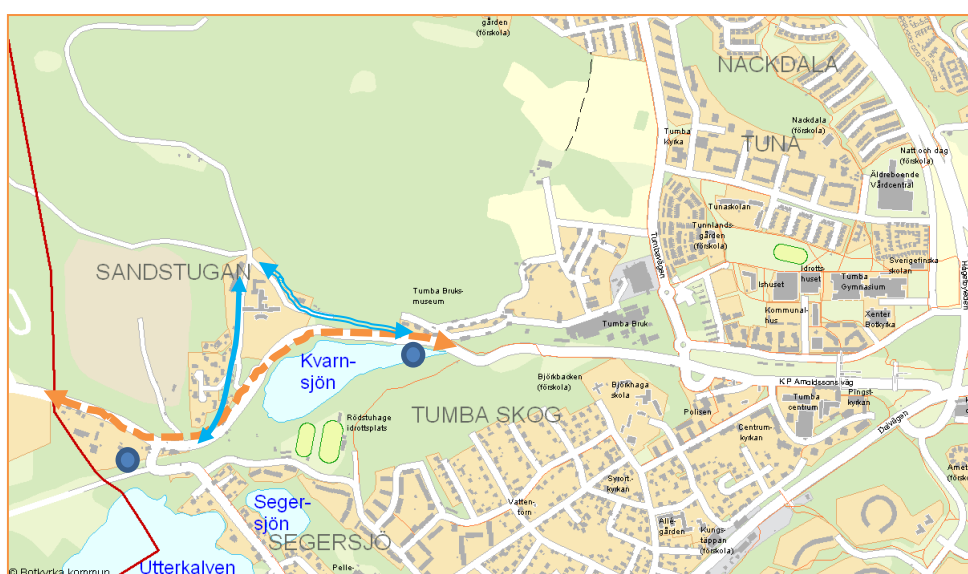 gården
(förskola)
NACKDALA
Nackdala
(förskola)
Tumba
kyrka
TUNA
Natt och dag
(förskola)
Äldreboende
Vårdcentral
Tunaskolan
Tunnlands-
gården
(förskola)
Tumbavägen
Sverigefinska
skolan
Idrotts-
huset
Ishuset
Tumba
Gymnasium
SANDSTUGAN
Tumba Bruks-
museum
Kommunal-
hus
Xenter
Botkyrka
Tumba Bruk
Kvarn-
sjön
Björkbacken
(förskola)
Björkhaga
skola
K P Arnoldssons väg
Tumba
centrum
Pingst-
kyrkan
Rödstuhage
idrottsplats
TUMBA SKOG
Polisen
Centrum-
kyrkan
Dalvägen
Syrort.-
kyrkan
Seger-
sjön
Vatten-
torn
Alle-
gården
Kungs-
täppan
(förskola)
SEGERSJÖ
Utterkalven
Pelle-
© Botkyrka kommun